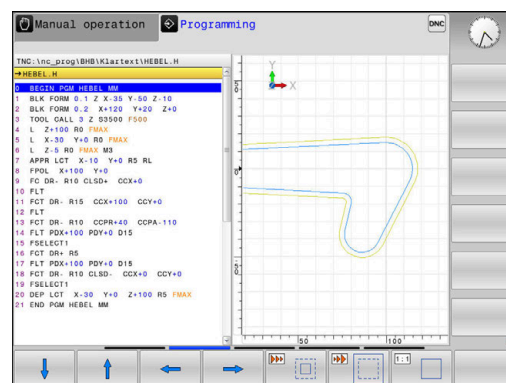 Manual operation
Programming
DNC
TNC:\nc_prog\BHB\Klartext\HEBEL.H
→HEBEL.H
0 BEGIN PGM HEBEL MM
1 BLK FORM 0.1 Z X-35 Y-50 Z-10
2 BLK FORM 0.2 X+120 Y+20 Z+0
3 TOOL CALL 3 Z S3500 F500
4 L Z+100 R0 FMAX
5 L X-30 Y+0 R0 FMAX
6 L Z-5 R0 FMAX M3
7 APPR LCT X-10 Y+0 R5 RL
8 FPOL X+100 Y+0
9 FC DR- R10 CLSD+ CCX+0
10 FLT
11 FCT DR- R15 CCX+100 CCY+0
12 FLT
13 FCT DR- R10 CCPR+40 CCPA-110
14 FLT PDX+100 PDY+0 D15
15 FSELECT1
16 FCT DR+ R5
17 FLT PDX+100 PDY+0 D15
18 FCT DR- R10 CLSD- CCX+0 CCY+0
19 FSELECT1
20 DEP LCT X-30 Y+0 Z+100 R5 FMAX
21 END PGM HEBEL MM
Y
X
50
0
-50
50
100
1:1